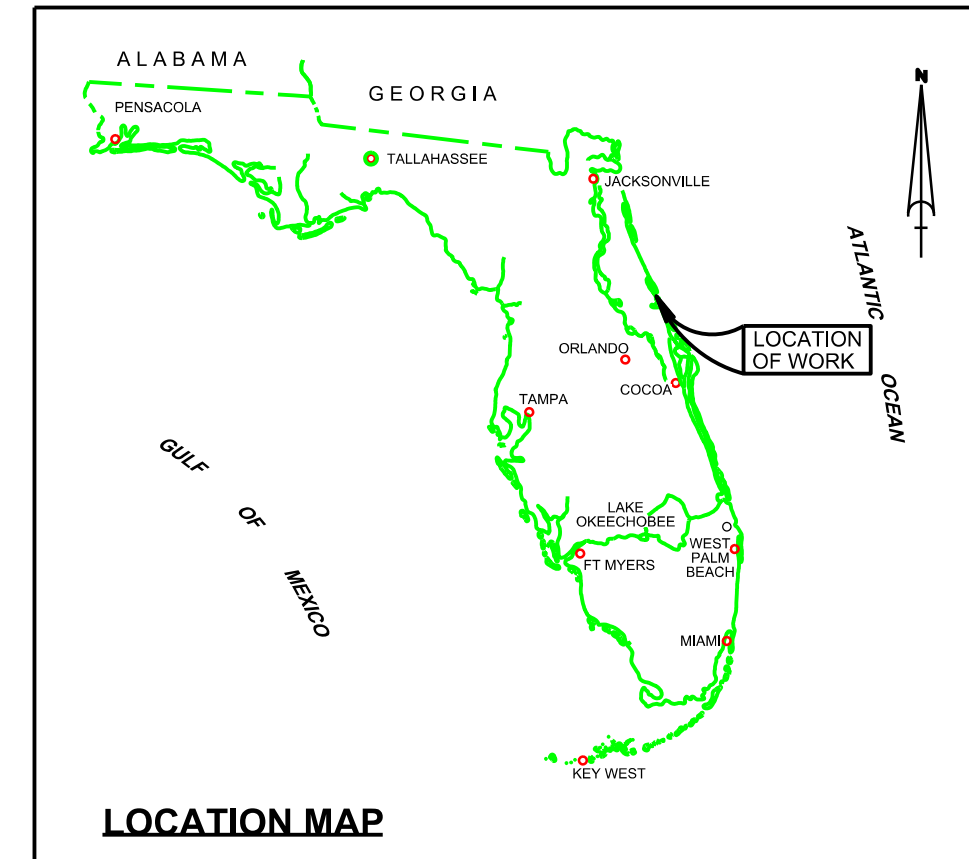 ALABAMA
GEORGIA
N
PENSACOLA
TALLAHASSEE
JACKSONVILLE
ATLANTIC
OCEAN
LOCATION
OF WORK
ORLANDO
COCOA
TAMPA
GULF
OF
MEXICO
LAKE
OKEECHOBEE
WEST
PALM
BEACH
FT MYERS
MIAMI
KEY WEST
LOCATION MAP